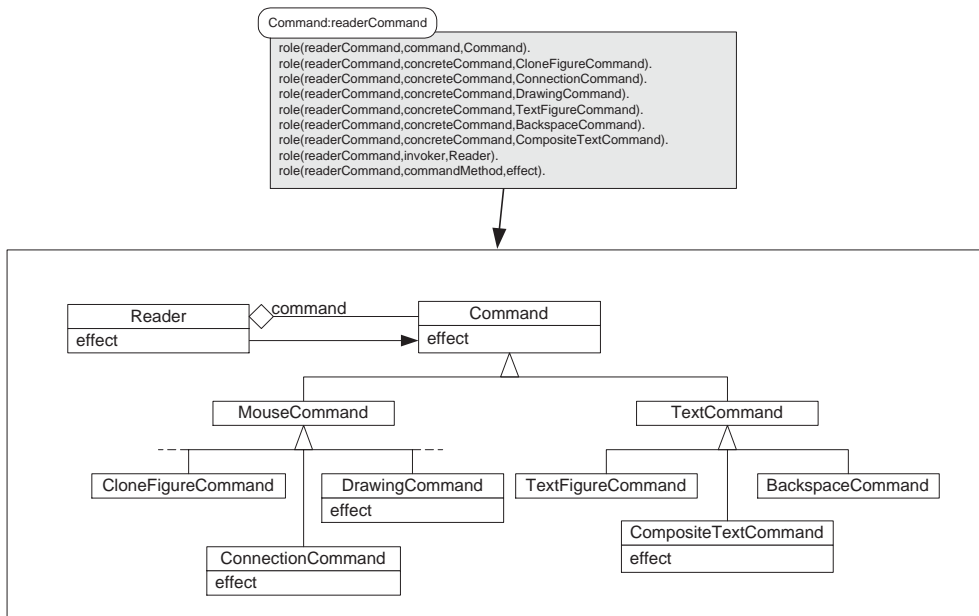 Command:readerCommand
role(readerCommand,command,Command).
role(readerCommand,concreteCommand,CloneFigureCommand).
role(readerCommand,concreteCommand,ConnectionCommand).
role(readerCommand,concreteCommand,DrawingCommand).
role(readerCommand,concreteCommand,TextFigureCommand).
role(readerCommand,concreteCommand,BackspaceCommand).
role(readerCommand,concreteCommand,CompositeTextCommand).
role(readerCommand,invoker,Reader).
role(readerCommand,commandMethod,effect).
Reader
effect
command
Command
effect
MouseCommand
TextCommand
CloneFigureCommand
DrawingCommand
effect
TextFigureCommand
BackspaceCommand
ConnectionCommand
effect
CompositeTextCommand
effect